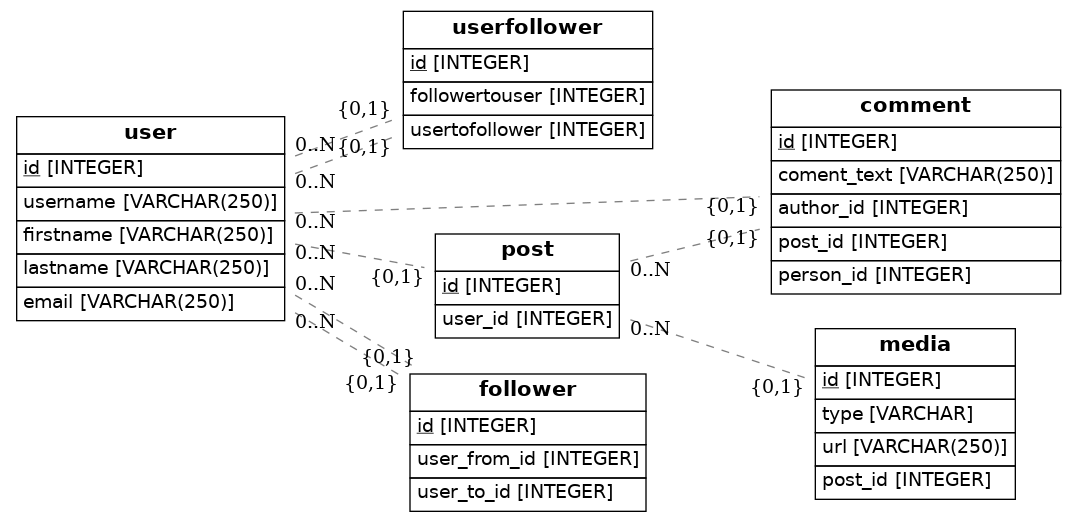 userfollower
id [INTEGER]
followertouser [INTEGER]
usertofollower [INTEGER]
user
id [INTEGER]
username [VARCHAR(250)]
firstname [VARCHAR(250)]
lastname [VARCHAR(250)]
email [VARCHAR(250)]
comment
id [INTEGER]
coment_text [VARCHAR(250)]
author_id [INTEGER]
post_id [INTEGER]
person_id [INTEGER]
post
id [INTEGER]
user_id [INTEGER]
media
id [INTEGER]
type [VARCHAR]
url [VARCHAR(250)]
post_id [INTEGER]
follower
id [INTEGER]
user_from_id [INTEGER]
user_to_id [INTEGER]
{0,1}
0..N
{0,1}
0..N
{0,1}
0..N
{0,1}
0..N
{0,1}
0..N
{0,1}
0..N
{0,1}
0..N
{0,1}
0..N